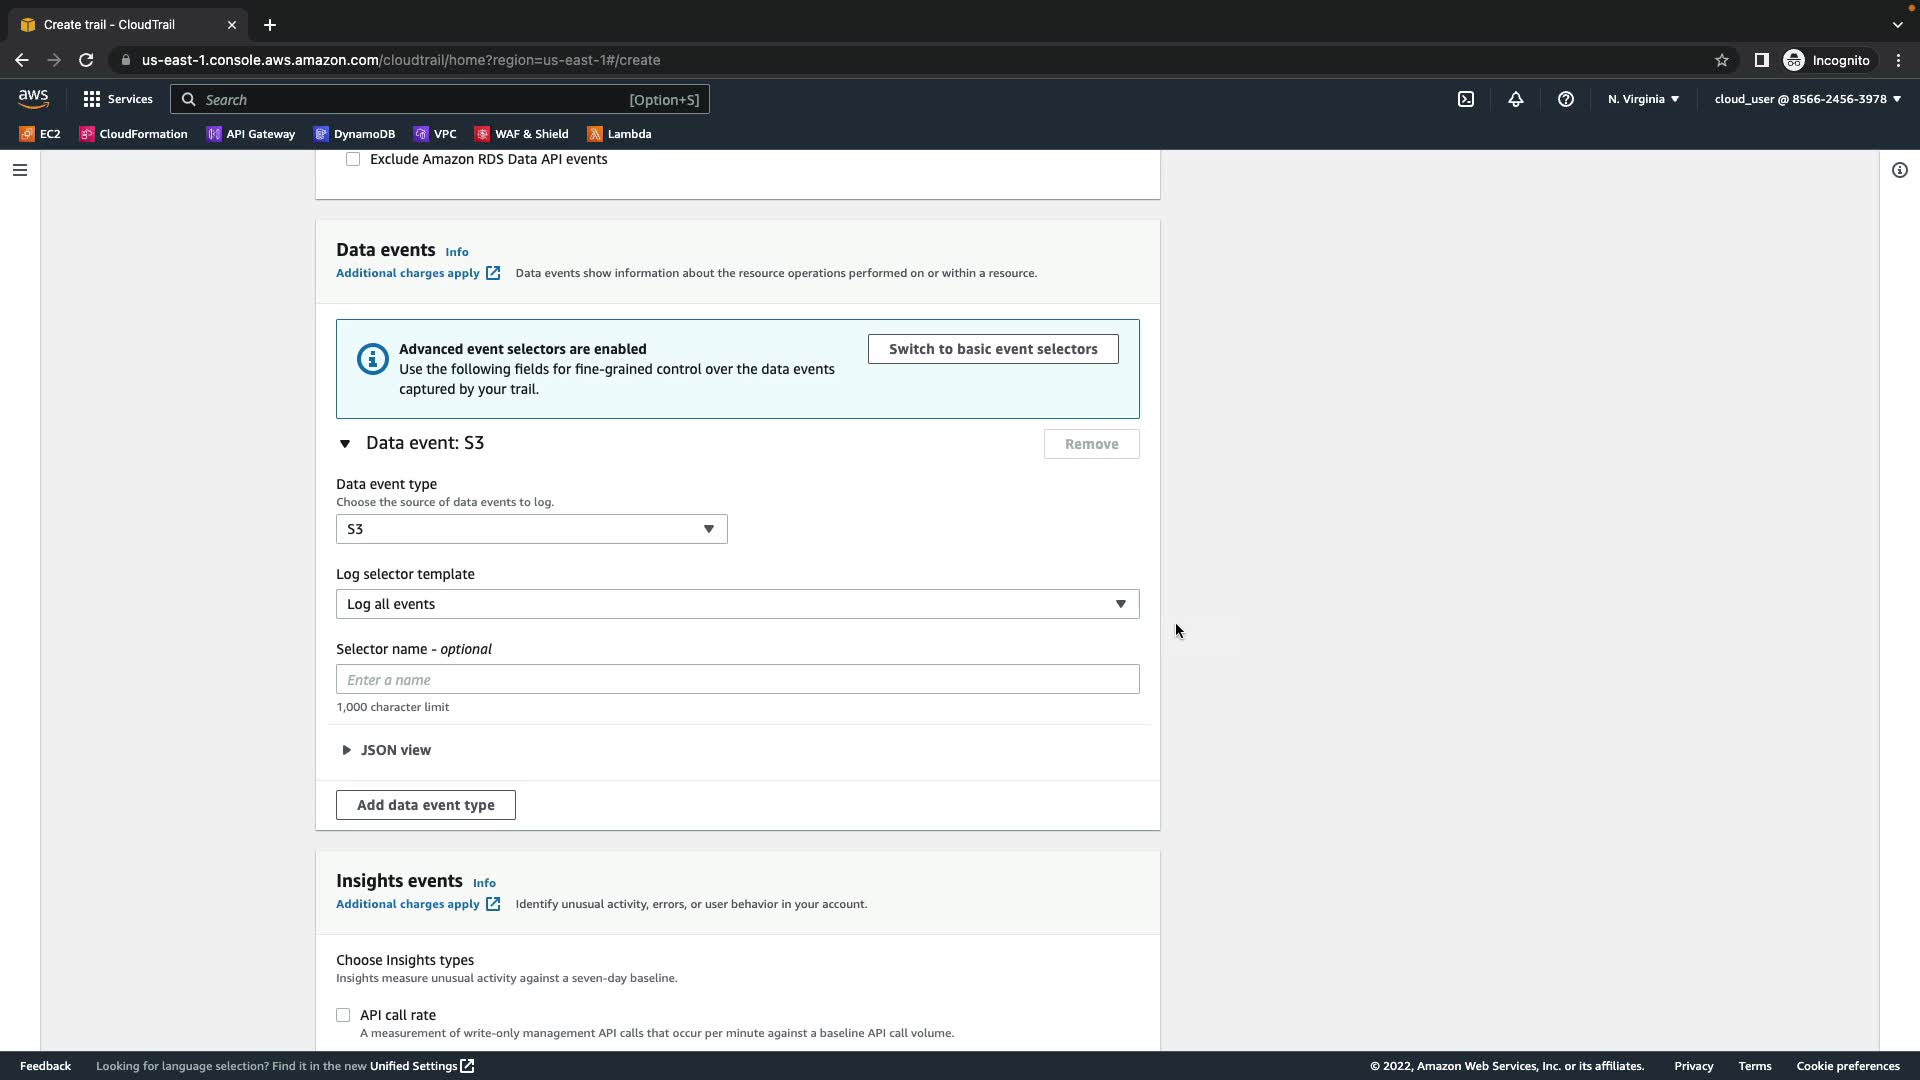 Create trail - CloudTrail
us-east-1.console.aws.amazon.com/cloudtrail/home?region=us-east-1#/create
Incognito
aws
Services
Search
[Option+S]
N. Virginia
cloud_user @ 8566-2456-3978
EC2
CloudFormation
API Gateway
DynamoDB
VPC
WAF & Shield
Lambda
Exclude Amazon RDS Data API events
Data events Info
Additional charges apply
Data events show information about the resource operations performed on or within a resource.
Advanced event selectors are enabled
Switch to basic event selectors
Use the following fields for fine-grained control over the data events
captured by your trail.
Data event: S3
Remove
Data event type
Choose the source of data events to log.
S3
Log selector template
Log all events
Selector name - optional
Enter a name
1,000 character limit
JSON view
Add data event type
Insights events Info
Additional charges apply
Identify unusual activity, errors, or user behavior in your account.
Choose Insights types
Insights measure unusual activity against a seven-day baseline.
API call rate
A measurement of write-only management API calls that occur per minute against a baseline API call volume.
Feedback
Looking for language selection? Find it in the new Unified Settings
© 2022, Amazon Web Services, Inc. or its affiliates.
Privacy
Terms
Cookie preferences